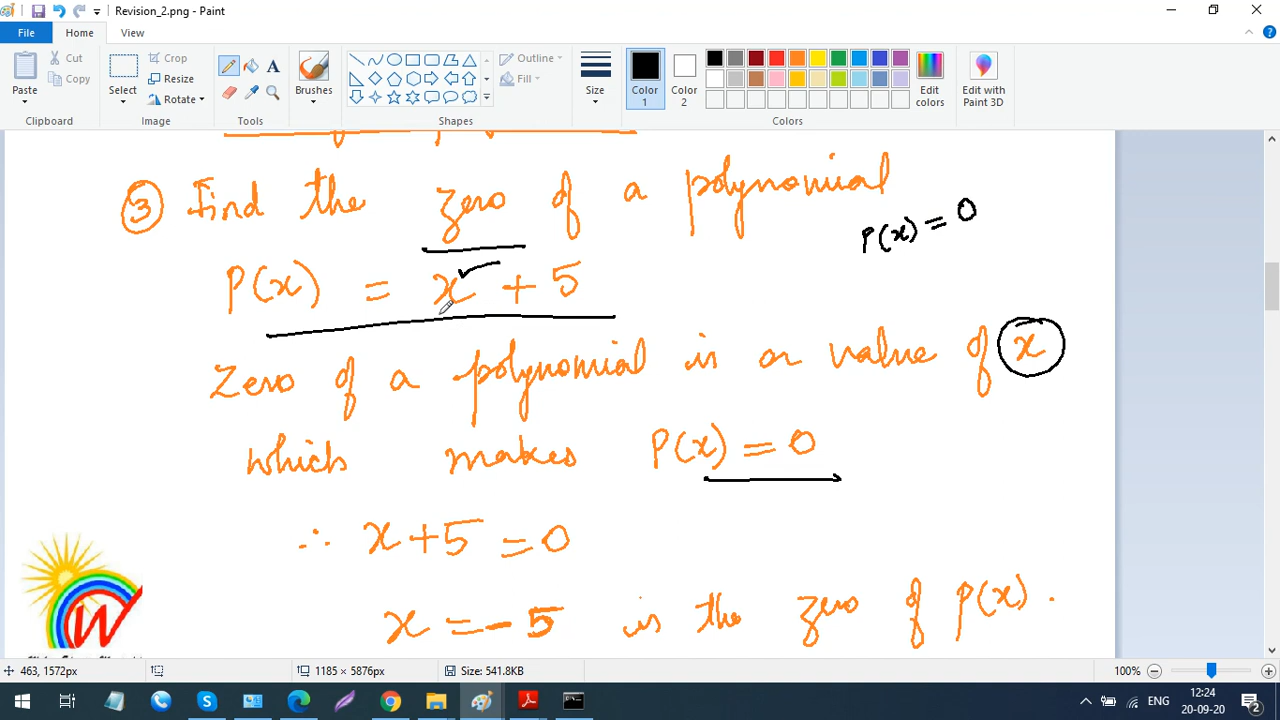 Revision_2.png - Paint
File Home View
Paste Cut Copy Clipboard
Select Crop Resize Rotate Image
Tools
Brushes
Outline Fill Shapes
Size
Color 1 Color 2 Edit colors Edit with Paint 3D Colors
③ Find the zero of a polynomial
P(x) = 0
P(x) = x + 5
Zero of a polynomial is a value of x
which makes P(x) = 0
∴ x+5 = 0
x = -5 is the zero of P(x).
W
463, 1572px 1185 × 5876px Size: 541.8KB 100%
ENG 12:24 20-09-20 2